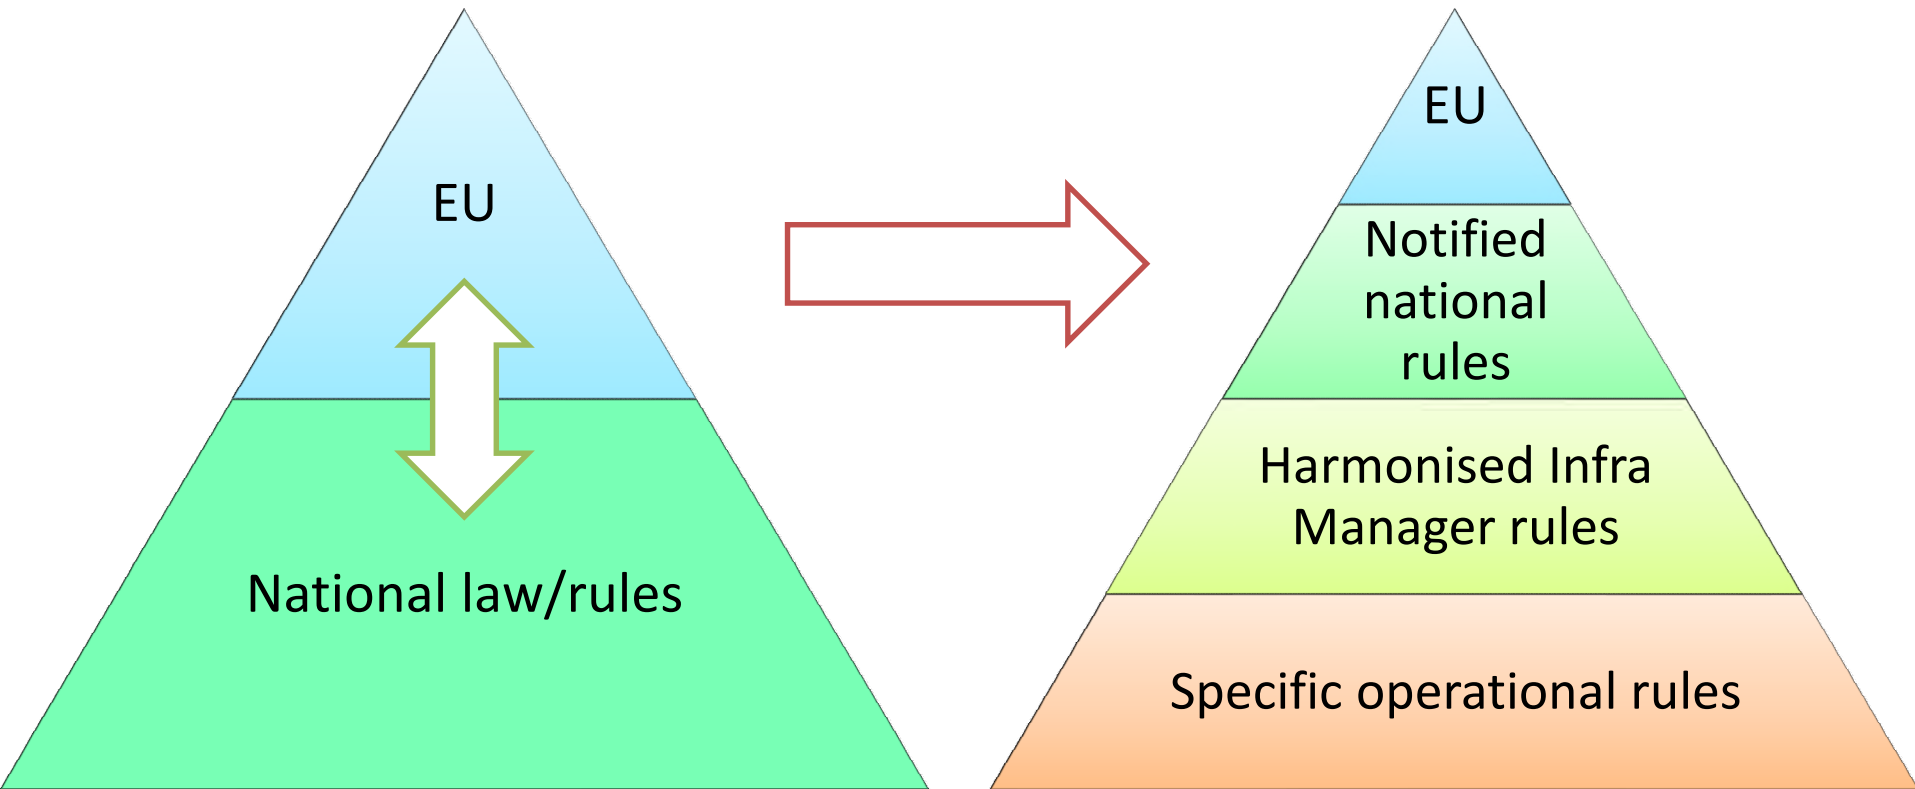 EU
National law/rules
EU
Notified
national
rules
Harmonised Infra
Manager rules
Specific operational rules